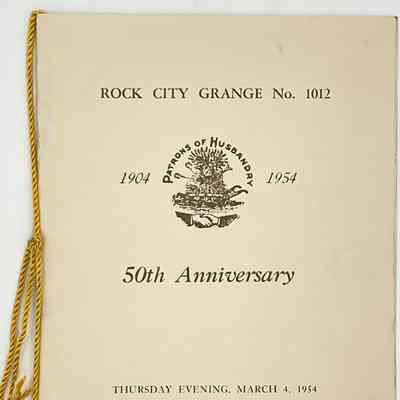 ROCK CITY GRANGE No. 1012
PATRONS OF HUSBANDRY
1904 1954
50th Anniversary
THURSDAY EVENING, MARCH 4, 1954